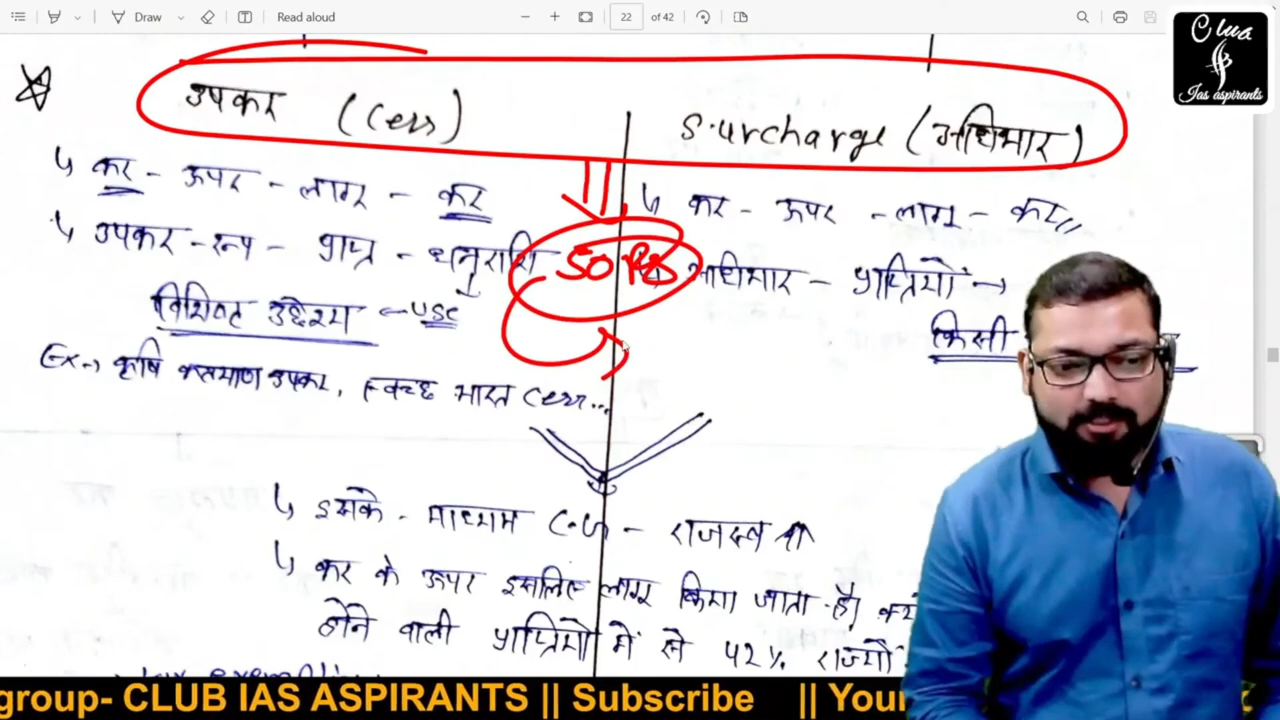 Draw
Read aloud
22 of 42
Club
Ias aspirants
उपकर (Cess)
Surcharge (अधिभार)
कर - ऊपर - लागू - कर
कर - ऊपर - लागू - कर
उपकर - रूप - प्राप्त - धनुराशि
50 Rs
अधिभार - प्राप्तियों →
विशिष्ट उद्देश्य ← use
किसी
Ex → कृषि कल्याण उपकर, स्वच्छ भारत Cess...
इसके - माध्यम C.G - राजस्व
कर के ऊपर इसलिए लागू किया जाता है।
होने वाली प्राप्तियों में से 42% राज्यों
group- CLUB IAS ASPIRANTS || Subscribe || Your